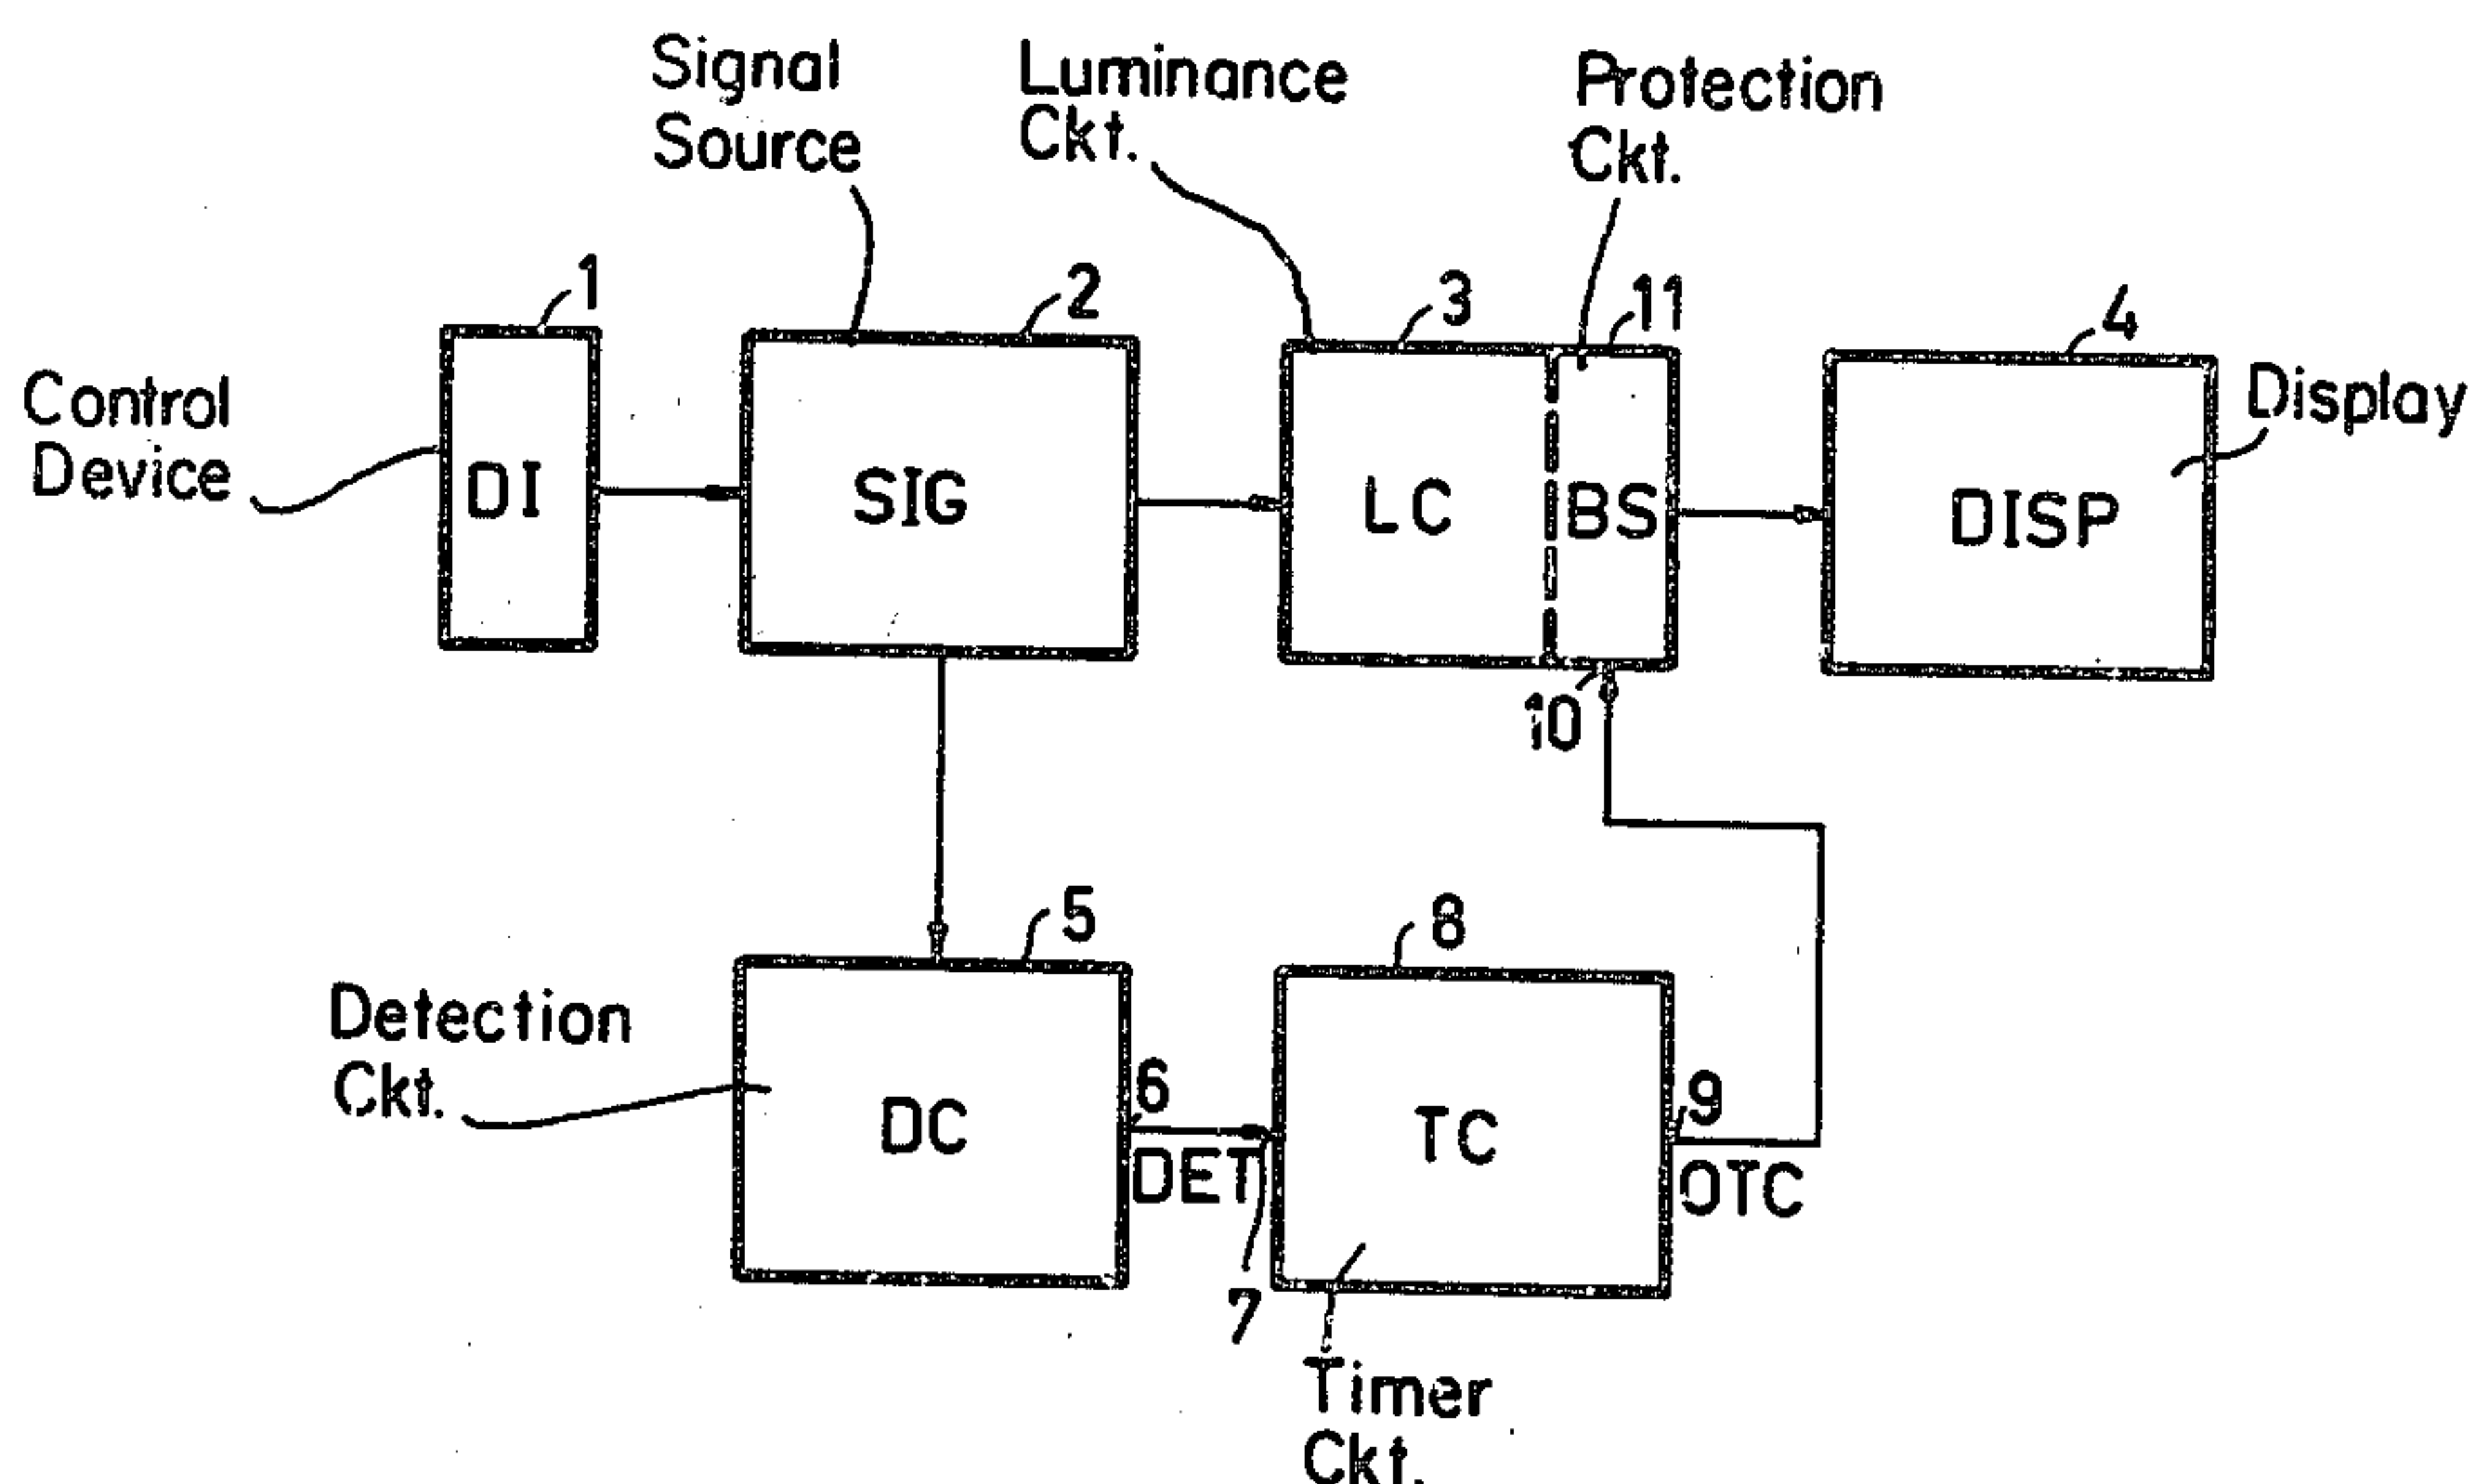 Signal
Source
Luminance
Ckt.
Protection
Ckt.
1
2
3
11
4
Control
Device
Display
DI
SIG
LC
BS
DISP
10
5
8
Detection
Ckt.
6
9
DC
TC
DET
OTC
7
Timer
Ckt.